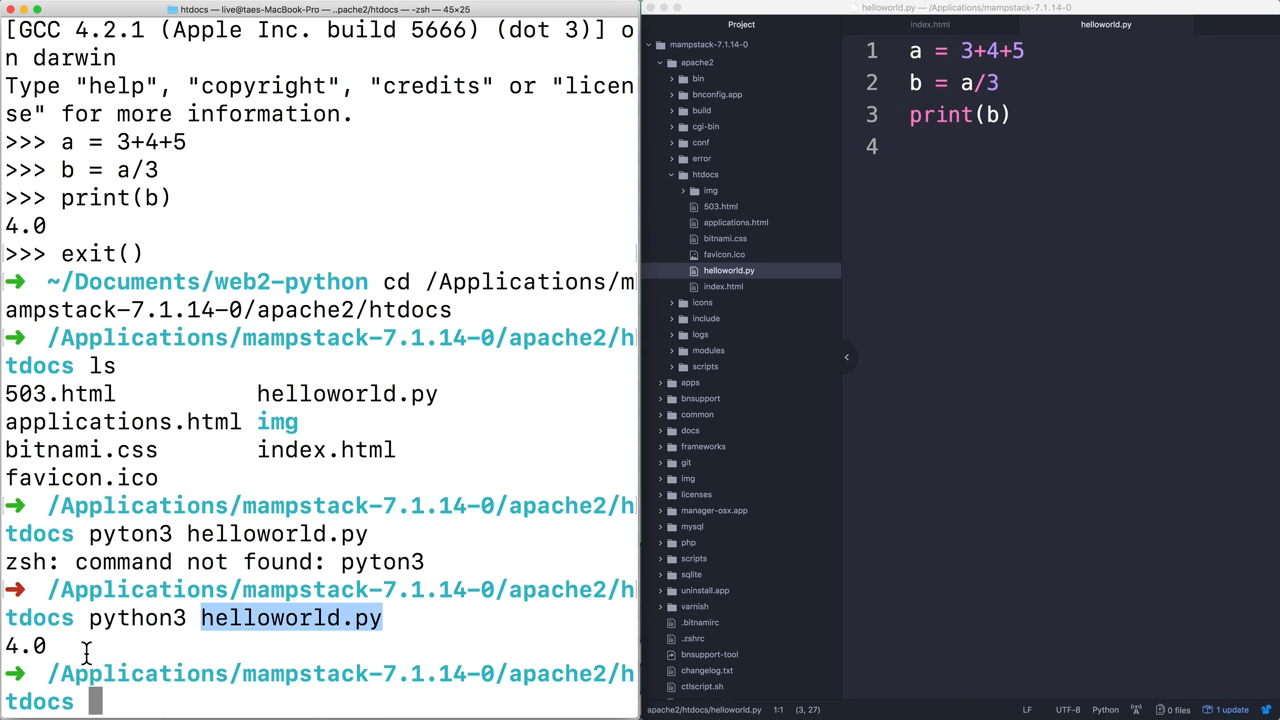 htdocs — live@taes-MacBook-Pro — ..pache2/htdocs — -zsh — 45×25
[GCC 4.2.1 (Apple Inc. build 5666) (dot 3)] o
n darwin
Type "help", "copyright", "credits" or "licen
se" for more information.
>>> a = 3+4+5
>>> b = a/3
>>> print(b)
4.0
>>> exit()
➜  ~/Documents/web2-python cd /Applications/m
ampstack-7.1.14-0/apache2/htdocs
➜  /Applications/mampstack-7.1.14-0/apache2/h
tdocs ls
503.html          helloworld.py
applications.html img
bitnami.css       index.html
favicon.ico
➜  /Applications/mampstack-7.1.14-0/apache2/h
tdocs pyton3 helloworld.py
zsh: command not found: pyton3
➜  /Applications/mampstack-7.1.14-0/apache2/h
tdocs python3 helloworld.py
4.0
➜  /Applications/mampstack-7.1.14-0/apache2/h
tdocs
helloworld.py — /Applications/mampstack-7.1.14-0
Project
mampstack-7.1.14-0
apache2
bin
bnconfig.app
build
cgi-bin
conf
error
htdocs
img
503.html
applications.html
bitnami.css
favicon.ico
helloworld.py
index.html
icons
include
logs
modules
scripts
apps
bnsupport
common
docs
frameworks
git
img
licenses
manager-osx.app
mysql
php
scripts
sqlite
uninstall.app
varnish
.bitnamirc
.zshrc
bnsupport-tool
changelog.txt
ctlscript.sh
index.html
helloworld.py
1 a = 3+4+5
2 b = a/3
3 print(b)
4
apache2/htdocs/helloworld.py 1:1 (3, 27)
LF UTF-8 Python 0 files 1 update